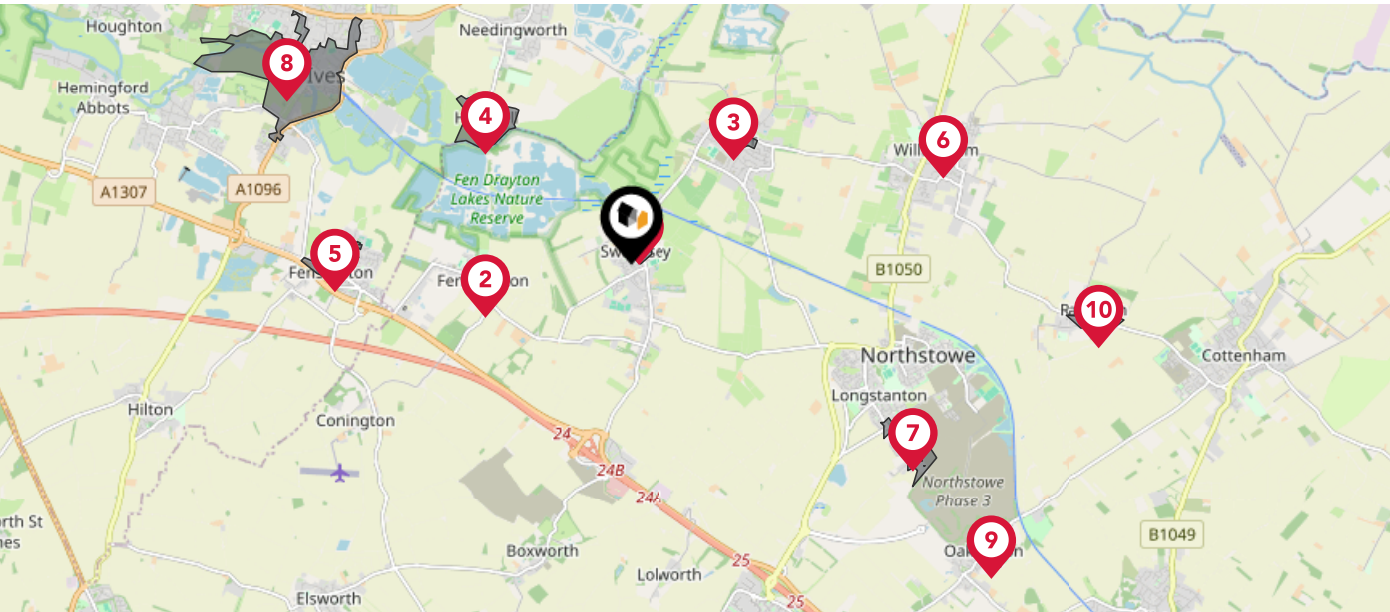 Houghton
Needingworth
8
Hemingford
Abbots
4
3
6
A1307
A1096
Fen Drayton
Lakes Nature
Reserve
5
2
B1050
10
Northstowe
Cottenham
Longstanton
Hilton
Conington
24
7
24B
24A
Northstowe
Phase 3
9
B1049
Boxworth
25
Lolworth
25
Elsworth